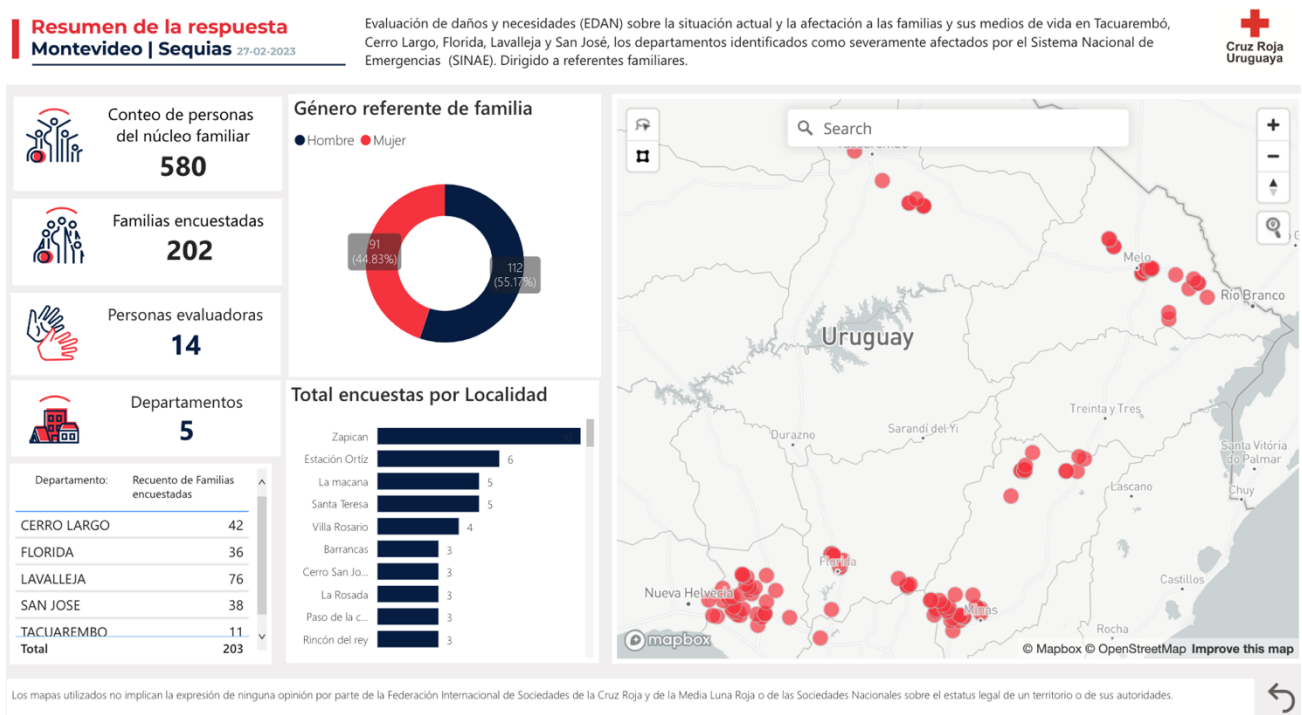 Resumen de la respuesta
Montevideo | Sequias 27-02-2023
Evaluación de daños y necesidades (EDAN) sobre la situación actual y la afectación a las familias y sus medios de vida en Tacuarembó,
Cerro Largo, Florida, Lavalleja y San José, los departamentos identificados como severamente afectados por el Sistema Nacional de
Emergencias (SINAE). Dirigido a referentes familiares.
Cruz Roja
Uruguaya
Conteo de personas
del núcleo familiar
580
Familias encuestadas
202
Personas evaluadoras
14
Departamentos
5
Departamento: Recuento de Familias
encuestadas
CERRO LARGO 42
FLORIDA 36
LAVALLEJA 76
SAN JOSE 38
TACUAREMBO 11
Total 203
Género referente de familia
Hombre Mujer
91
(44.83%)
112
(55.17%)
Total encuestas por Localidad
Zapican
Estación Ortíz 6
La macana 5
Santa Teresa 5
Villa Rosario 4
Barrancas 3
Cerro San Jo... 3
La Rosada 3
Paso de la c... 3
Rincón del rey 3
Search
Melo
Río Branco
Uruguay
Treinta y Tres
Durazno
Sarandí del Yí
Santa Vitória
do Palmar
Lascano
Chuy
Florida
Nueva Helvecia
Castillos
Minas
Rocha
mapbox
© Mapbox © OpenStreetMap Improve this map
Los mapas utilizados no implican la expresión de ninguna opinión por parte de la Federación Internacional de Sociedades de la Cruz Roja y de la Media Luna Roja o de las Sociedades Nacionales sobre el estatus legal de un territorio o de sus autoridades.